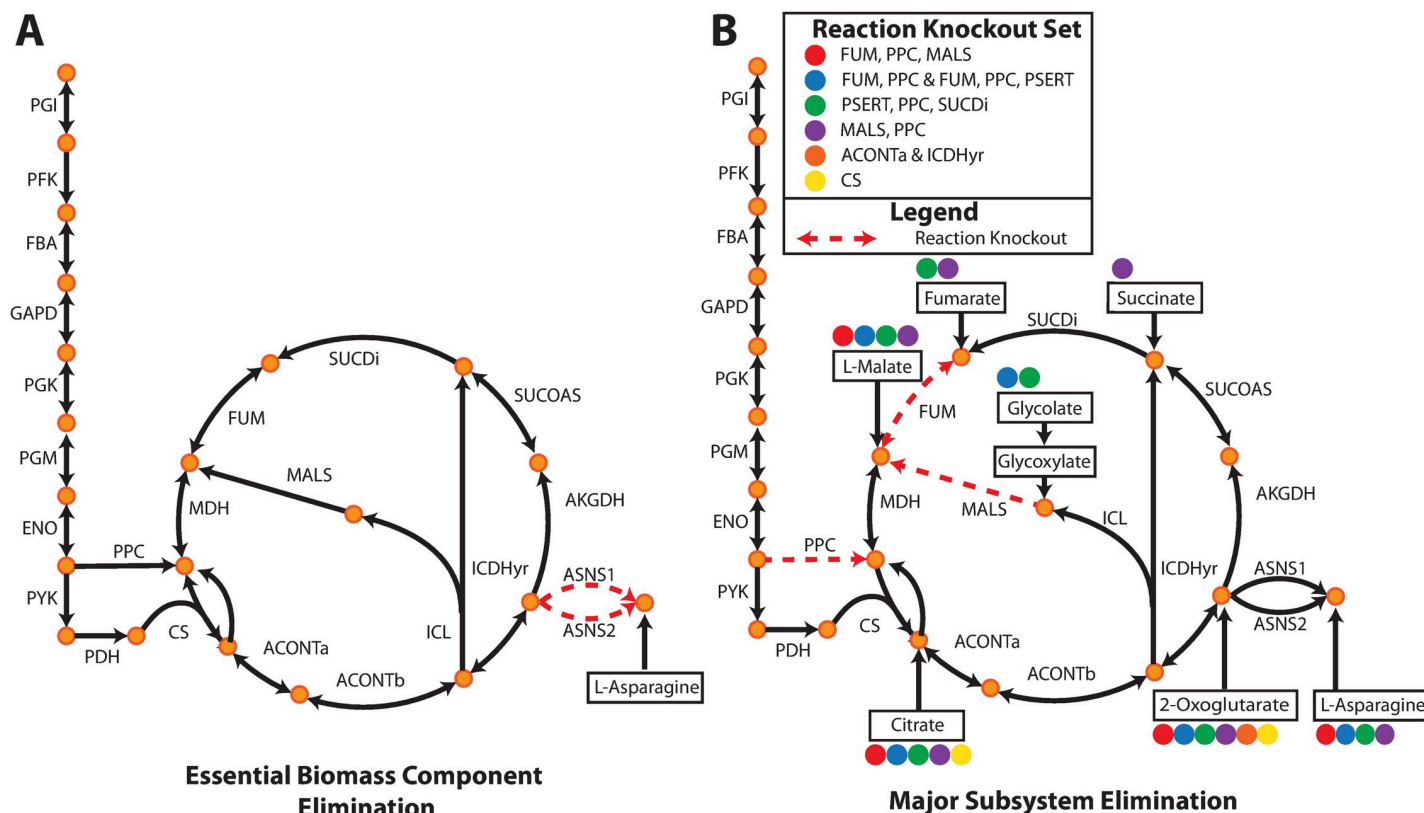 A
PGI
PFK
FBA
GAPD
PGK
PGM
ENO
PYK
PPC
PDH
CS
MDH
FUM
SUCDi
MALS
SUCOAS
AKGDH
ICDHyr
ICL
ACONTa
ACONTb
ASNS1
ASNS2
L-Asparagine
Essential Biomass Component
Elimination
B
Reaction Knockout Set
FUM, PPC, MALS
FUM, PPC & FUM, PPC, PSERT
PSERT, PPC, SUCDi
MALS, PPC
ACONTa & ICDHyr
CS
Legend
Reaction Knockout
PGI
PFK
FBA
GAPD
PGK
PGM
ENO
PYK
PPC
PDH
CS
MDH
L-Malate
FUM
Fumarate
SUCDi
Succinate
Glycolate
Glycoxylate
MALS
ICL
SUCOAS
AKGDH
ICDHyr
ACONTa
ACONTb
ASNS1
ASNS2
Citrate
2-Oxoglutarate
L-Asparagine
Major Subsystem Elimination